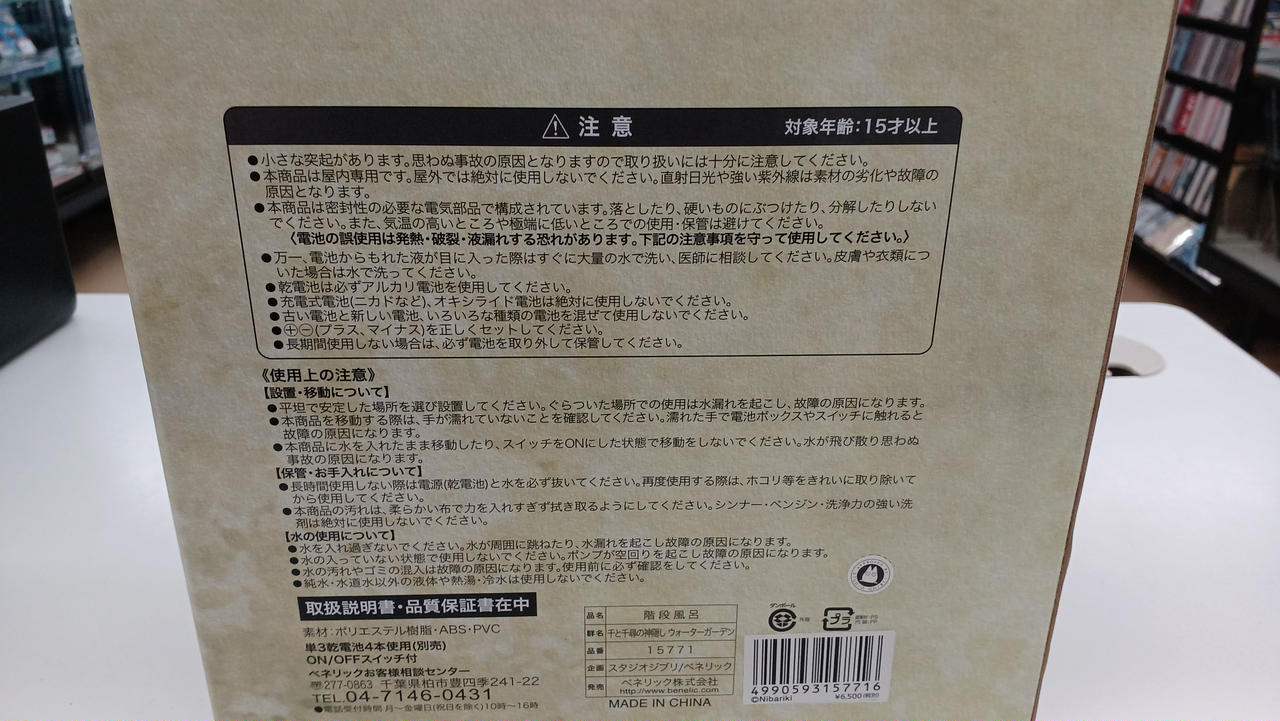 ⚠注意 対象年齢:15才以上
●小さな突起があります。思わぬ事故の原因となりますので取り扱いには十分に注意してください。
●本商品は屋内専用です。屋外では絶対に使用しないでください。直射日光や強い紫外線は素材の劣化や故障の
原因となります。
●本商品は密封性の必要な電気部品で構成されています。落としたり、硬いものにぶつけたり、分解したりしない
でください。また、気温の高いところや極端に低いところでの使用・保管は避けてください。
〈電池の誤使用は発熱・破裂・液漏れする恐れがあります。下記の注意事項を守って使用してください。〉
●万一、電池からもれた液が目に入った際はすぐに大量の水で洗い、医師に相談してください。皮膚や衣類につ
いた場合は水で洗ってください。
●乾電池は必ずアルカリ電池を使用してください。
●充電式電池(ニカドなど)、オキシライド電池は絶対に使用しないでください。
●古い電池と新しい電池、いろいろな種類の電池を混ぜて使用しないでください。
●⊕⊖(プラス、マイナス)を正しくセットしてください。
●長期間使用しない場合は、必ず電池を取り外して保管してください。
《使用上の注意》
【設置・移動について】
●平坦で安定した場所を選び設置してください。ぐらついた場所での使用は水漏れを起こし、故障の原因になります。
●本商品を移動する際は、手が濡れていないことを確認してください。濡れた手で電池ボックスやスイッチに触れると
故障の原因になります。
●本商品に水を入れたまま移動したり、スイッチをONにした状態で移動をしないでください。水が飛び散り思わぬ
事故の原因になります。
【保管・お手入れについて】
●長時間使用しない際は電源(乾電池)と水を必ず抜いてください。再度使用する際は、ホコリ等をきれいに取り除いて
から使用してください。
●本商品の汚れは、柔らかい布で力を入れすぎず拭き取るようにしてください。シンナー・ベンジン・洗浄力の強い洗
剤は絶対に使用しないでください。
【水の使用について】
●水を入れ過ぎないでください。水が周囲に跳ねたり、水漏れを起こし故障の原因になります。
●水の入っていない状態で使用しないでください。ポンプが空回りを起こし故障の原因になります。
●水の汚れやゴミの混入は故障の原因になります。使用前に必ず確認をしてください。
●純水・水道水以外の液体や熱湯・冷水は使用しないでください。
取扱説明書・品質保証書在中
素材:ポリエステル樹脂・ABS・PVC
単3乾電池4本使用(別売)
ON/OFFスイッチ付
ベネリックお客様相談センター
〒277-0863 千葉県柏市豊四季241-22
TEL.04-7146-0431
●電話受付時間 月〜金曜日(祝日を除く)10時〜16時
品名 階段風呂
群名 千と千尋の神隠し ウォーターガーデン
品番 15771
企画 スタジオジブリ/ベネリック
発売 ベネリック株式会社
http://www.benelic.com
MADE IN CHINA
ダンボール
外箱
プラ
4990593157716
©Nibariki ¥6,500(税別)